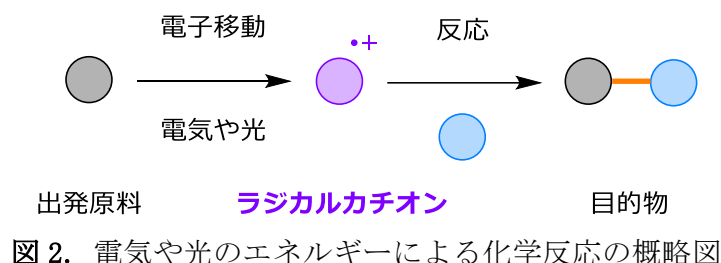 電子移動
反応
•+
電気や光
出発原料
ラジカルカチオン
目的物
図 2. 電気や光のエネルギーによる化学反応の概略図